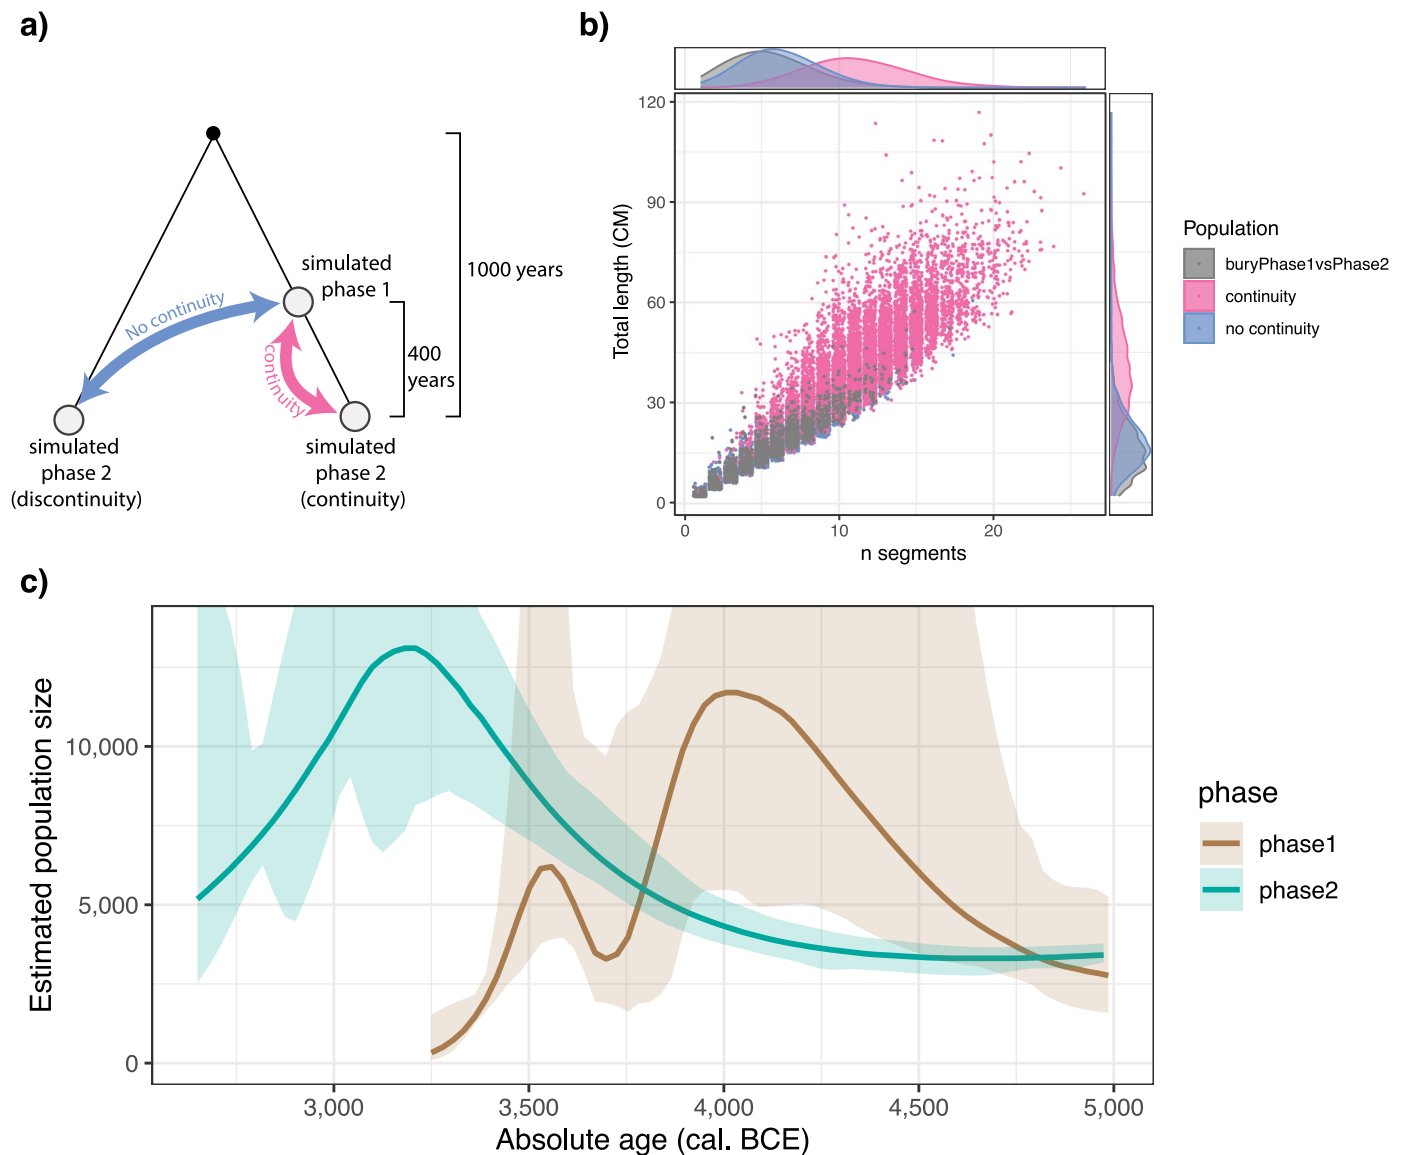 a)
simulated
phase 1
1000 years
No continuity
continuity
400
years
simulated
phase 2
(discontinuity)
simulated
phase 2
(continuity)
b)
120
90
60
30
0
Total length (CM)
0
10
20
n segments
Population
buryPhase1vsPhase2
continuity
no continuity
c)
10,000
5,000
0
Estimated population size
3,000
3,500
4,000
4,500
5,000
Absolute age (cal. BCE)
phase
phase1
phase2